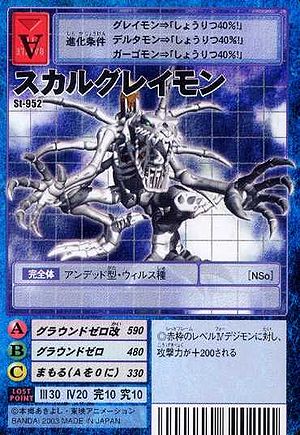 V
進化条件
グレイモン⇒「しょうりつ40%!」
デルタモン⇒「しょうりつ40%!」
ガーゴモン⇒「しょうりつ40%!」
スカルグレイモン
St-952
完全体 アンデッド型・ウィルス種 [NSo]
A グラウンドゼロ改 590
B グラウンドゼロ 480
C まもる(Aを0に) 330
◎赤枠のレベルⅣデジモンに対し、
攻撃力が+200される
LOST POINT Ⅲ30 Ⅳ20 完10 究10
©本郷あきよし・東映アニメーション
BANDAI 2003 MADE IN JAPAN